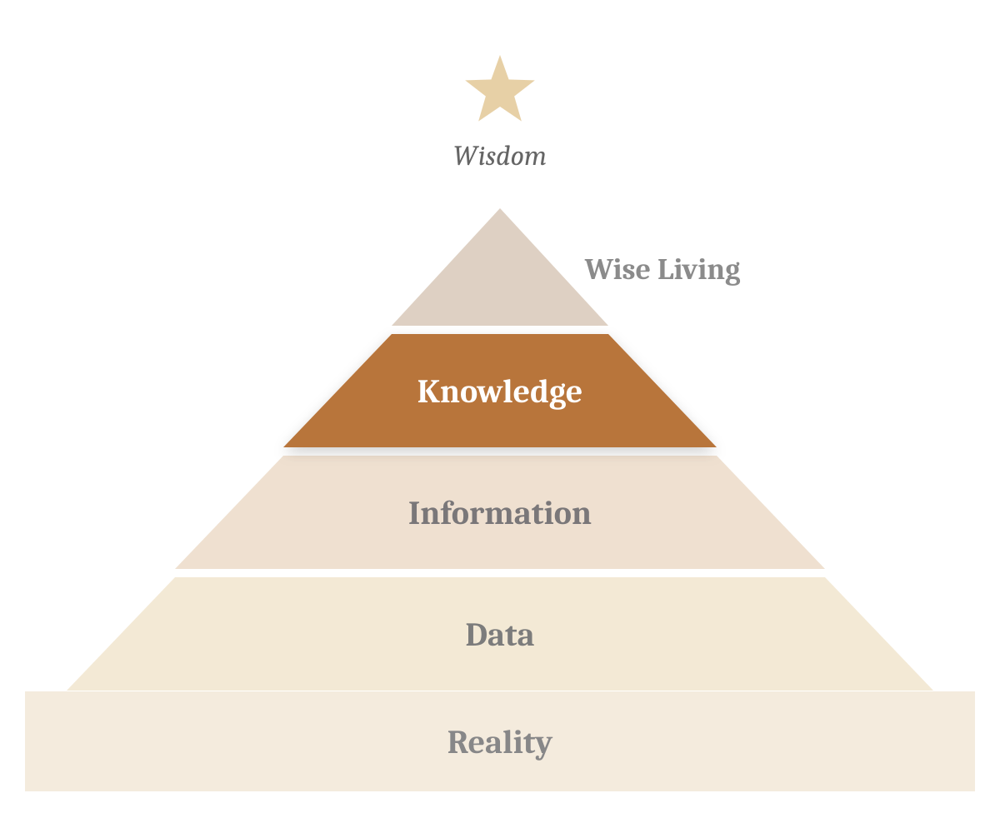 Wisdom
Wise Living
Knowledge
Information
Data
Reality